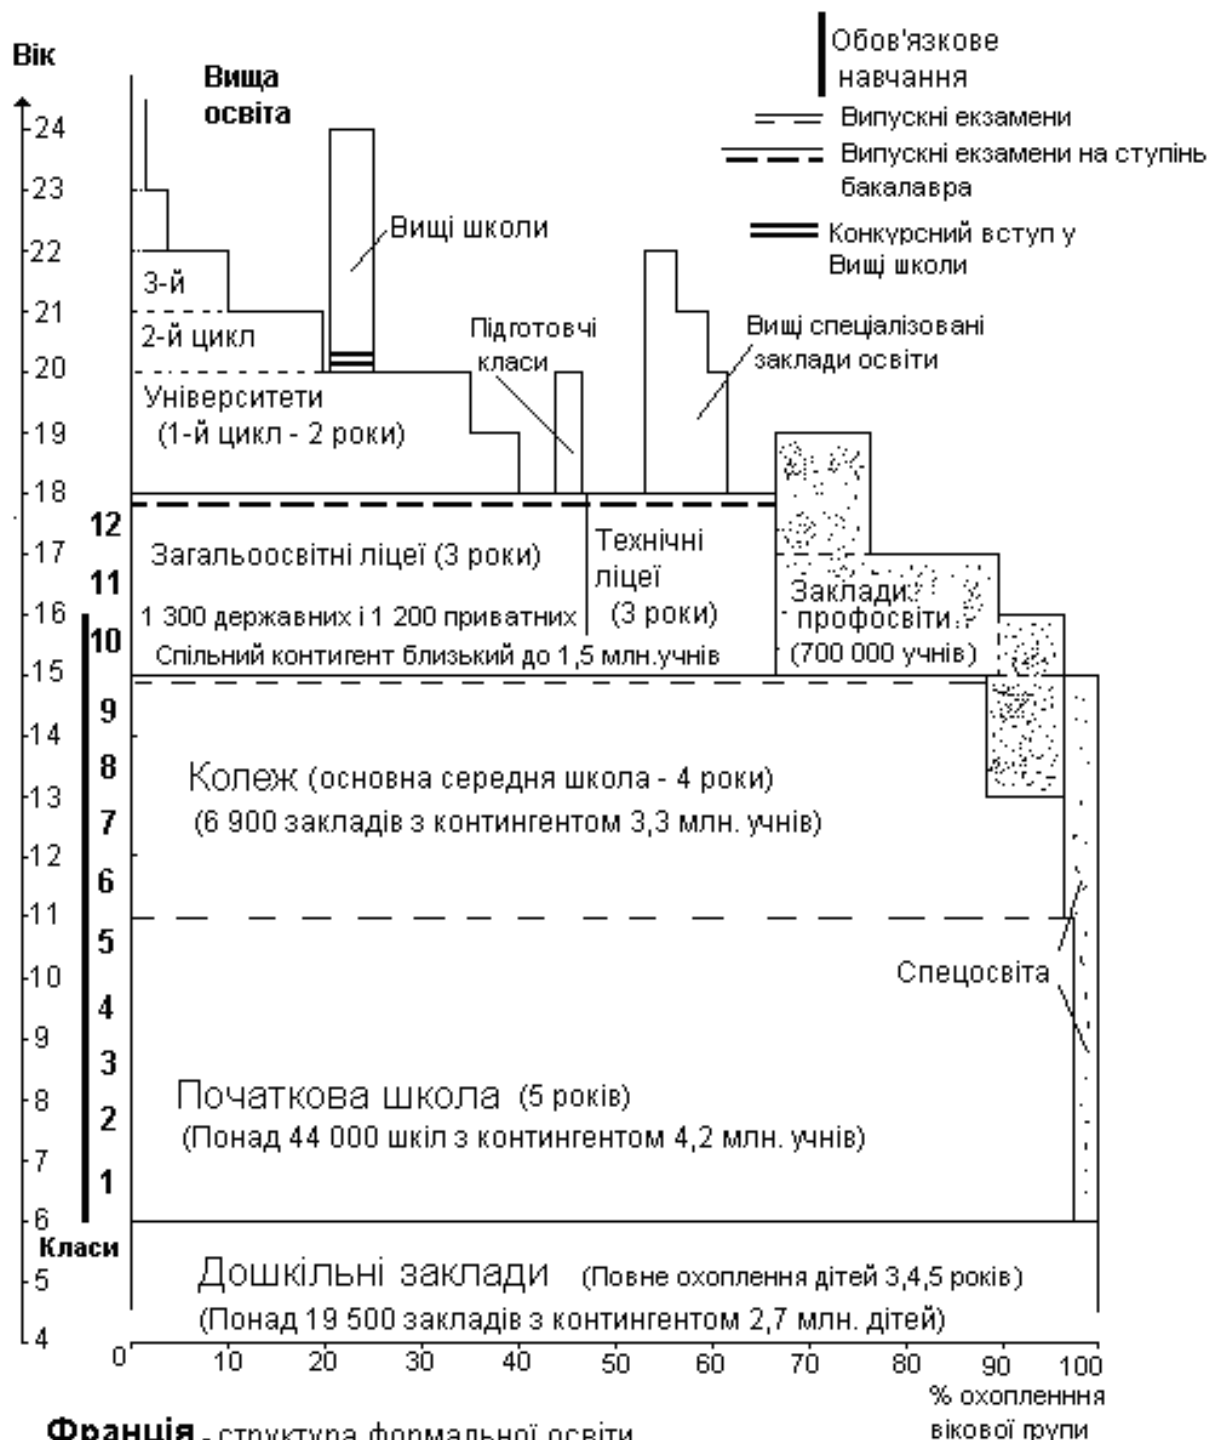 Вік
Вища
освіта
Обов'язкове
навчання
Випускні екзамени
Випускні екзамени на ступінь
бакалавра
Конкурсний вступ у
Вищі школи
24
23
22
21
20
19
18
17
16
15
14
13
12
11
10
9
8
7
6
5
4
Вищі школи
3-й
2-й цикл
Університети
(1-й цикл - 2 роки)
Підготовчі
класи
Вищі спеціалізовані
заклади освіти
12
11
10
9
8
7
6
5
4
3
2
1
Класи
Загальоосвітні ліцеї (3 роки)
1 300 державних і 1 200 приватних
Спільний контигент близький до 1,5 млн.учнів
Технічні
ліцеї
(3 роки)
Заклади
профосвіти
(700 000 учнів)
Колеж (основна середня школа - 4 роки)
(6 900 закладів з контингентом 3,3 млн. учнів)
Спецосвіта
Початкова школа (5 років)
(Понад 44 000 шкіл з контингентом 4,2 млн. учнів)
Дошкільні заклади (Повне охоплення дітей 3,4,5 років)
(Понад 19 500 закладів з контингентом 2,7 млн. дітей)
0 10 20 30 40 50 60 70 80 90 100
% охопленння
вікової групи
Франція - структура формальної освіти